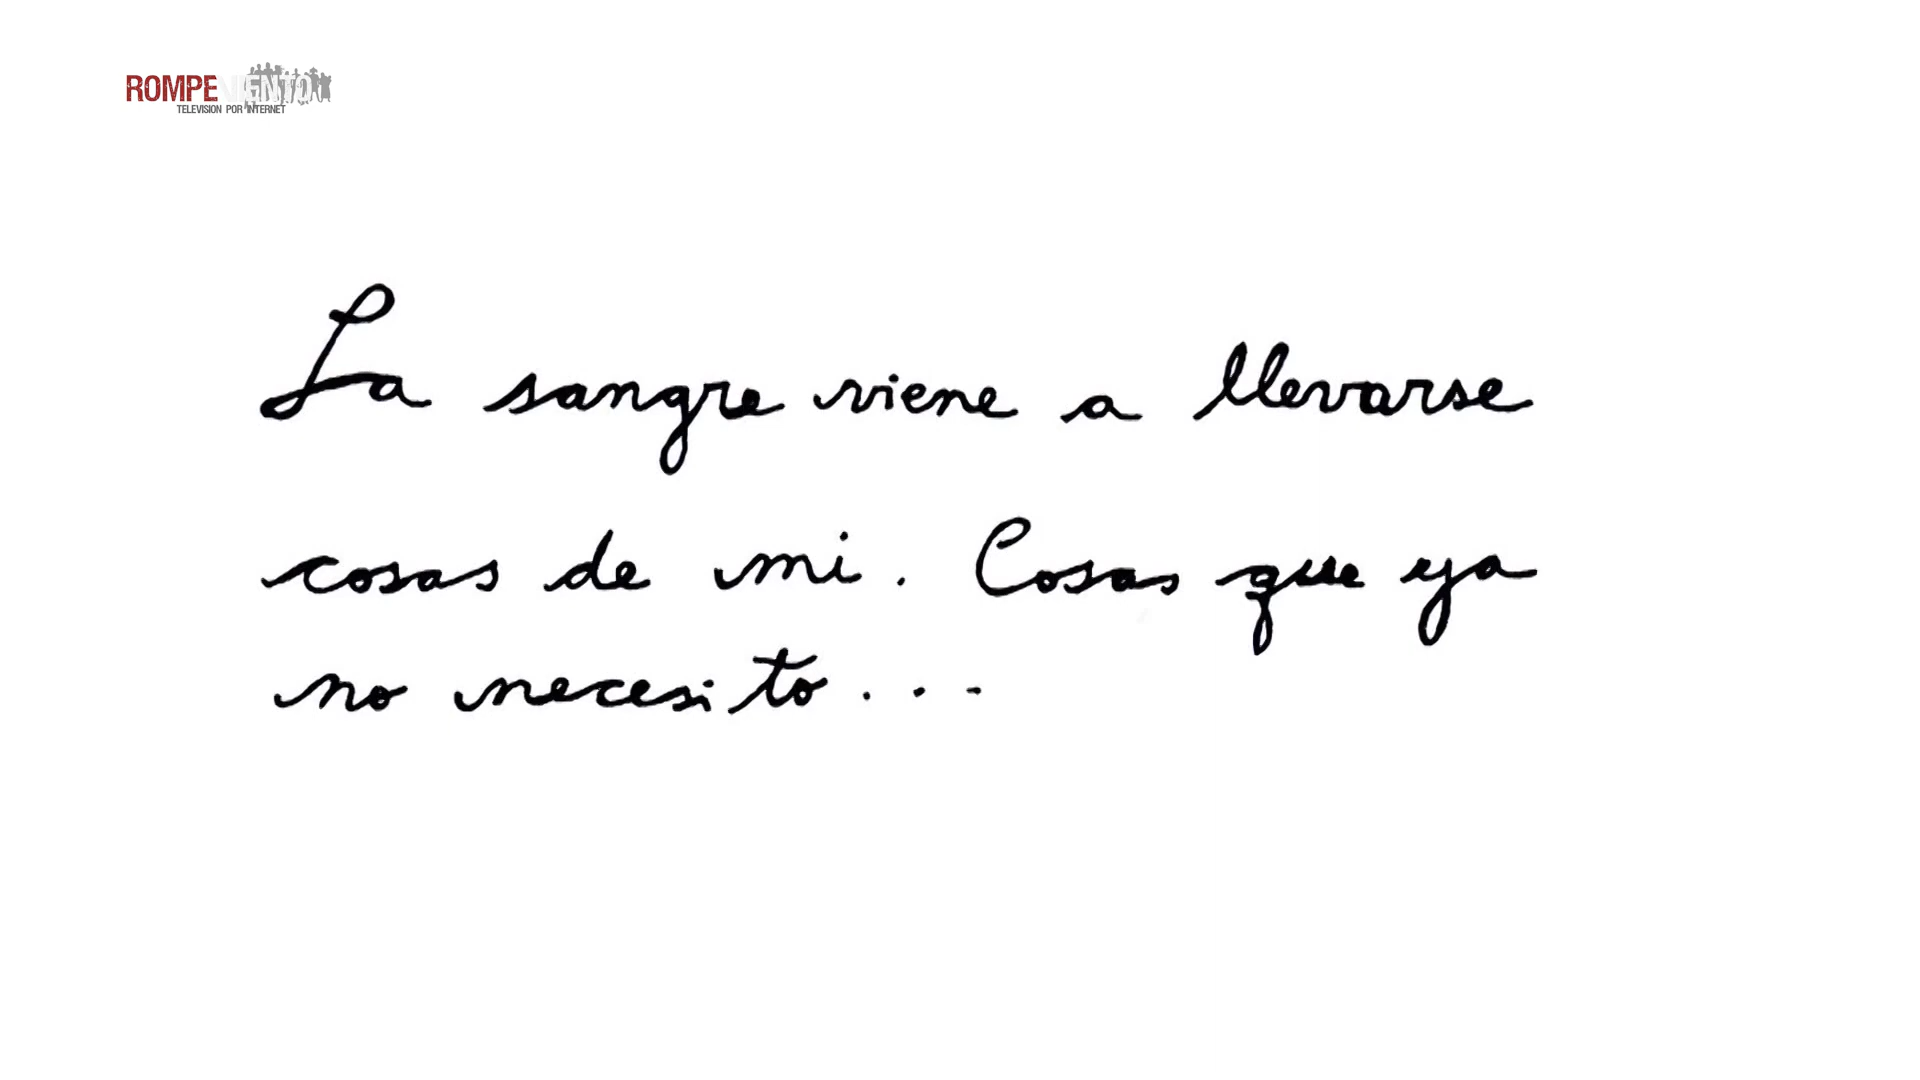 ROMPEVIENTO
TELEVISION POR INTERNET
La sangre viene a llevarse
cosas de mi. Cosas que ya
no necesito...